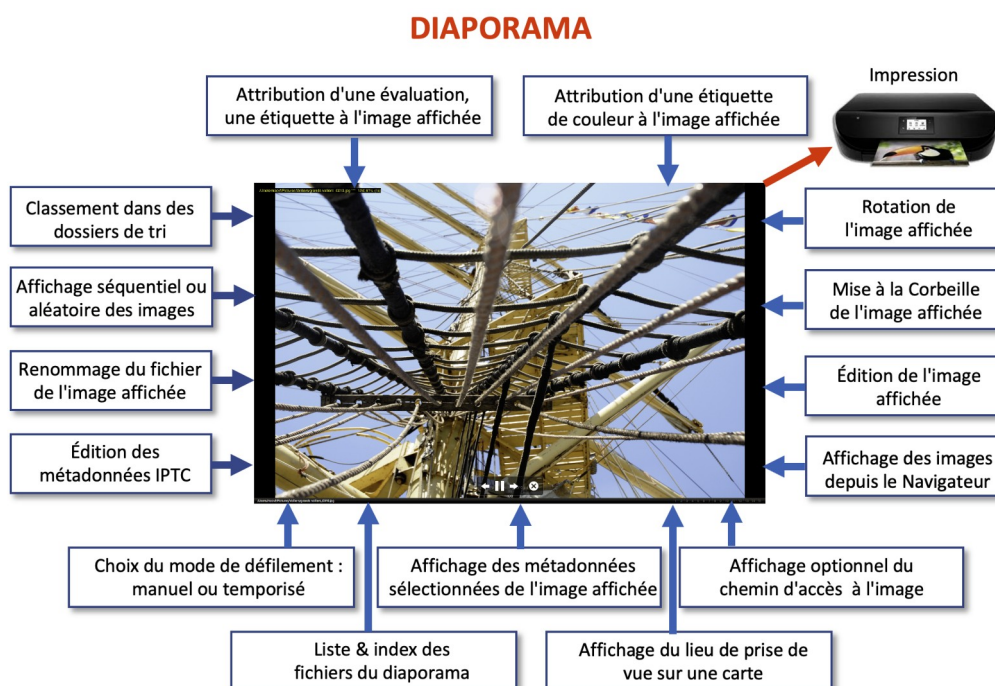 DIAPORAMA
Impression
Attribution d'une évaluation,
une étiquette à l'image affichée
Attribution d'une étiquette
de couleur à l'image affichée
Classement dans des
dossiers de tri
Rotation de
l'image affichée
Affichage séquentiel ou
aléatoire des images
Mise à la Corbeille
de l'image affichée
Renommage du fichier
de l'image affichée
Édition de l'image
affichée
Édition des
métadonnées IPTC
Affichage des images
depuis le Navigateur
Choix du mode de défilement :
manuel ou temporisé
Affichage des métadonnées
sélectionnées de l'image affichée
Affichage optionnel du
chemin d'accès à l'image
Liste & index des
fichiers du diaporama
Affichage du lieu de prise de
vue sur une carte